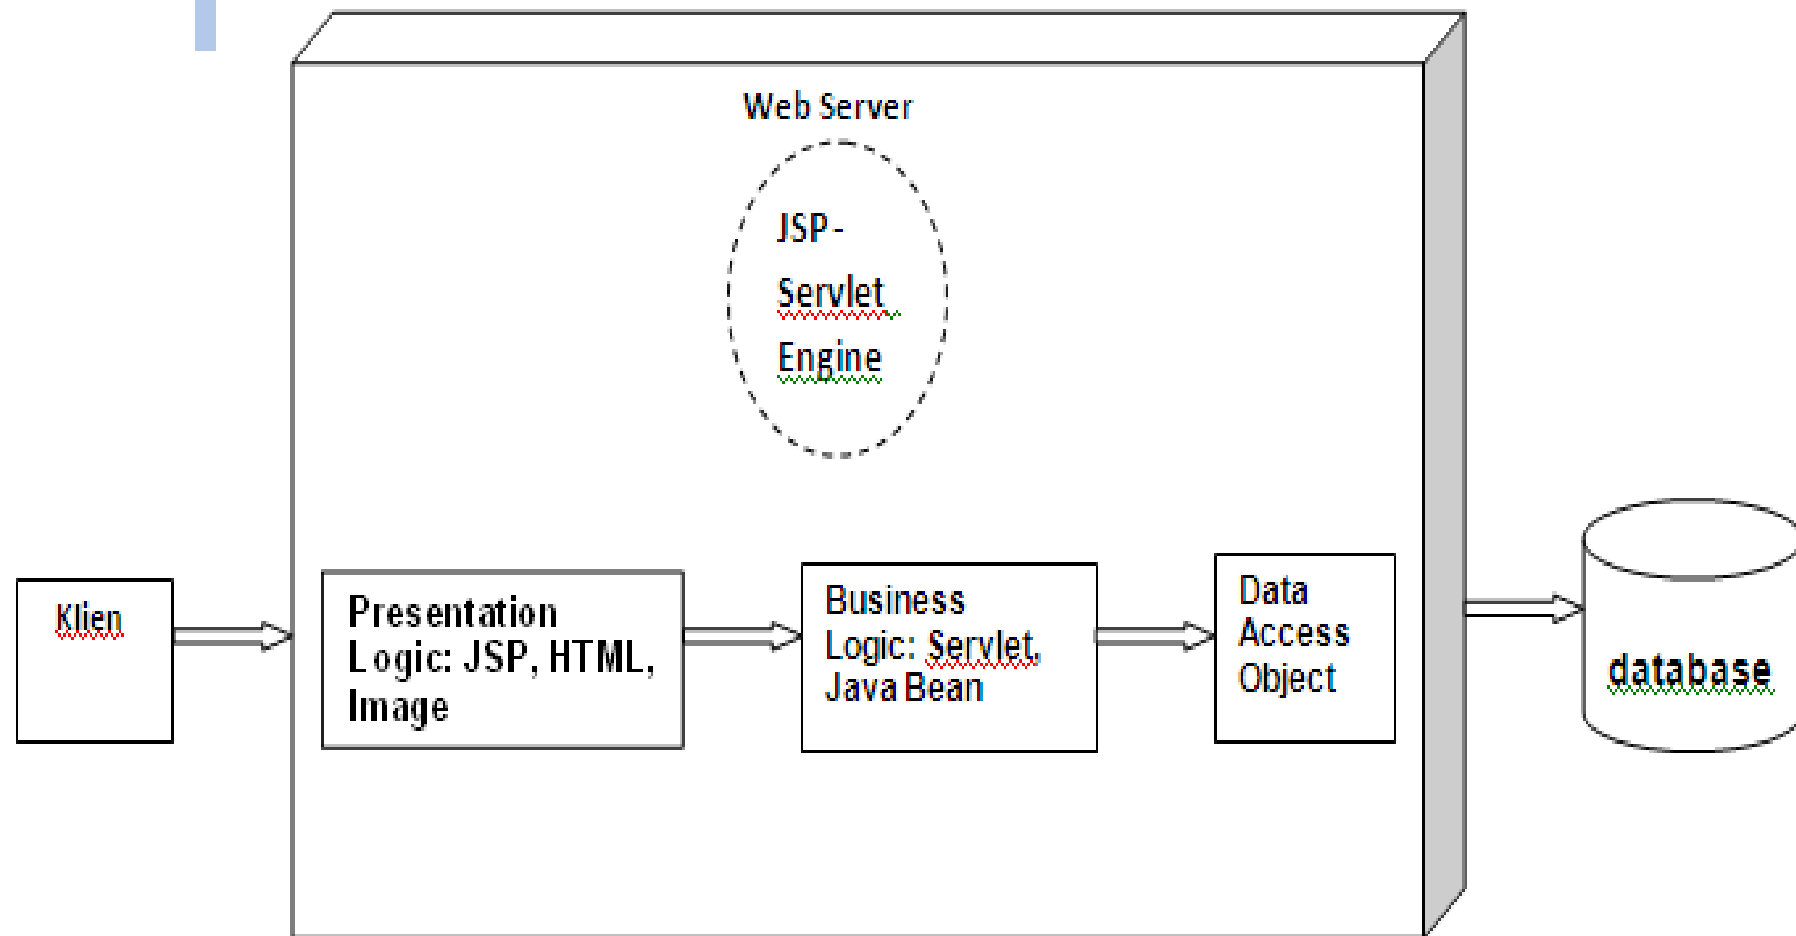 Web Server
JSP-
Servlet
Engine
Klien
Presentation
Logic: JSP, HTML,
Image
Business
Logic: Servlet,
Java Bean
Data
Access
Object
database